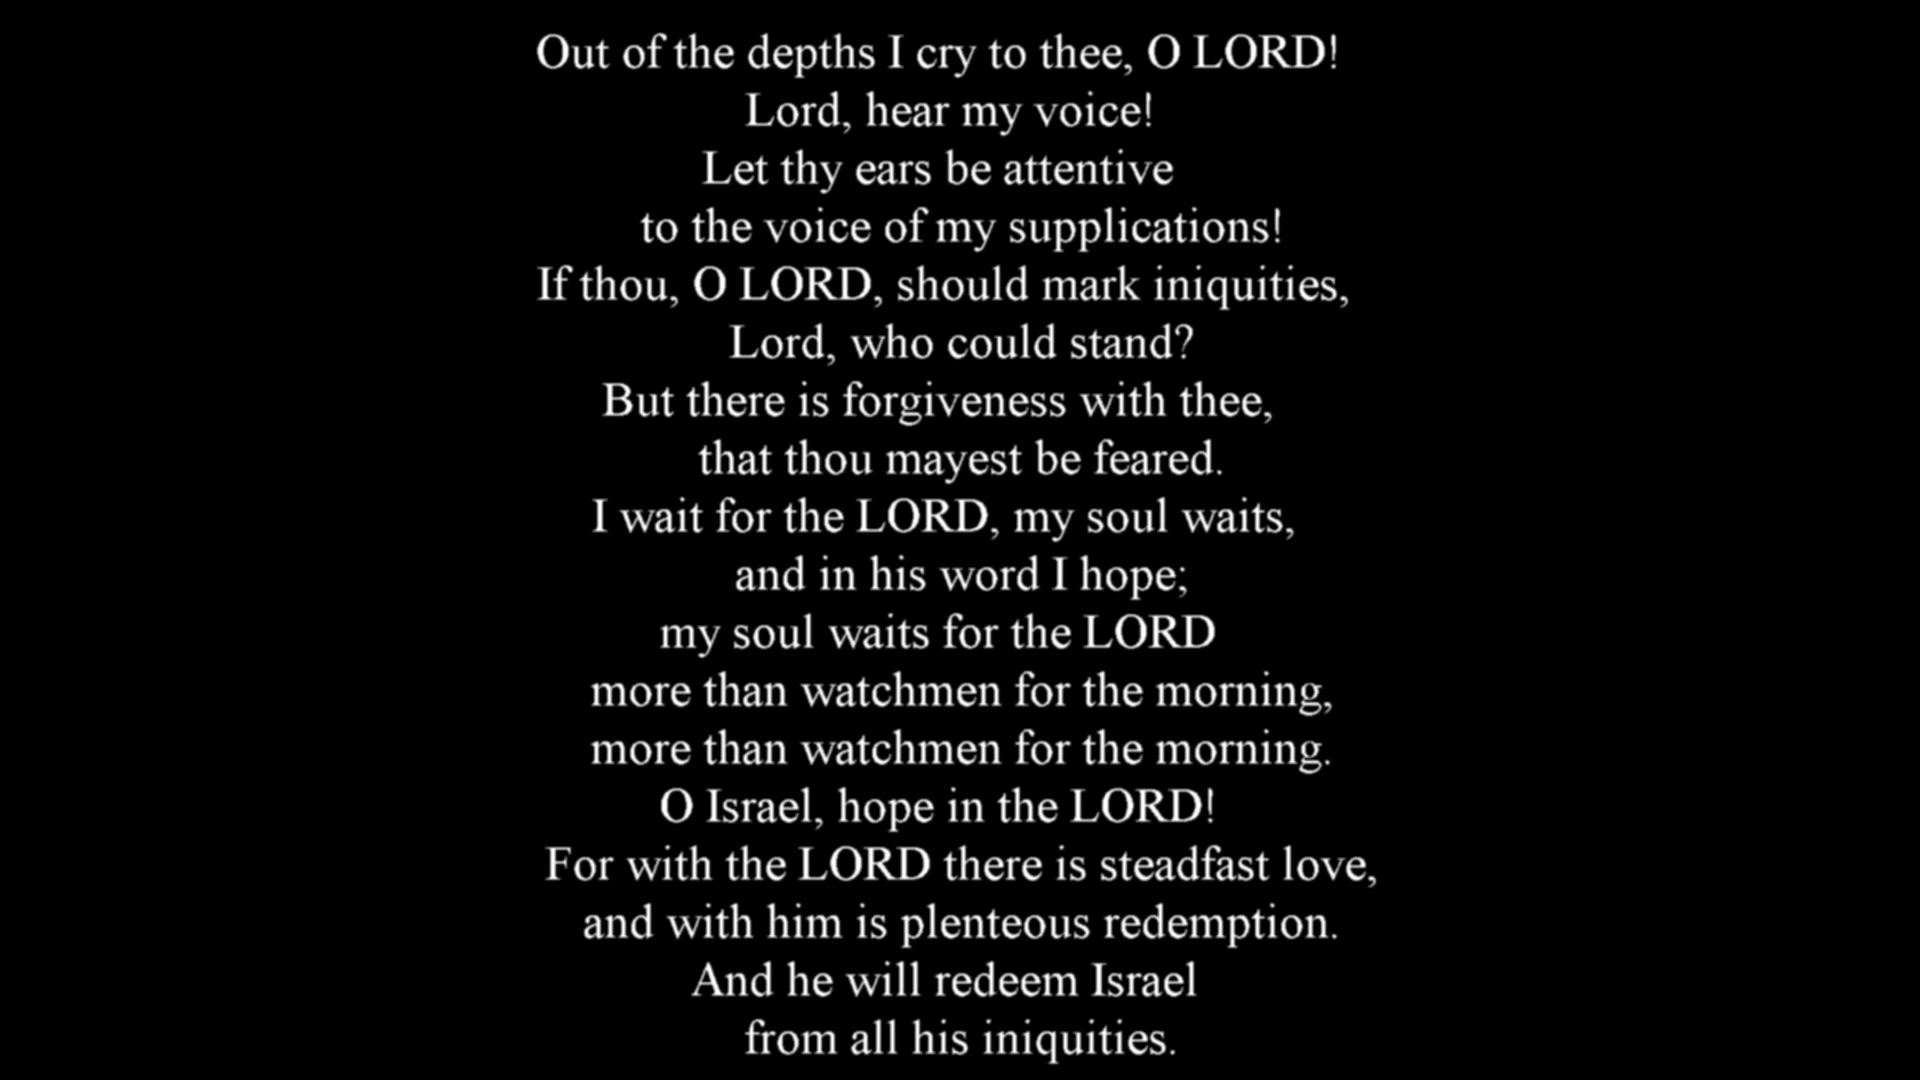 Out of the depths I cry to thee, O LORD!
Lord, hear my voice!
Let thy ears be attentive
to the voice of my supplications!
If thou, O LORD, should mark iniquities,
Lord, who could stand?
But there is forgiveness with thee,
that thou mayest be feared.
I wait for the LORD, my soul waits,
and in his word I hope;
my soul waits for the LORD
more than watchmen for the morning,
more than watchmen for the morning.
O Israel, hope in the LORD!
For with the LORD there is steadfast love,
and with him is plenteous redemption.
And he will redeem Israel
from all his iniquities.